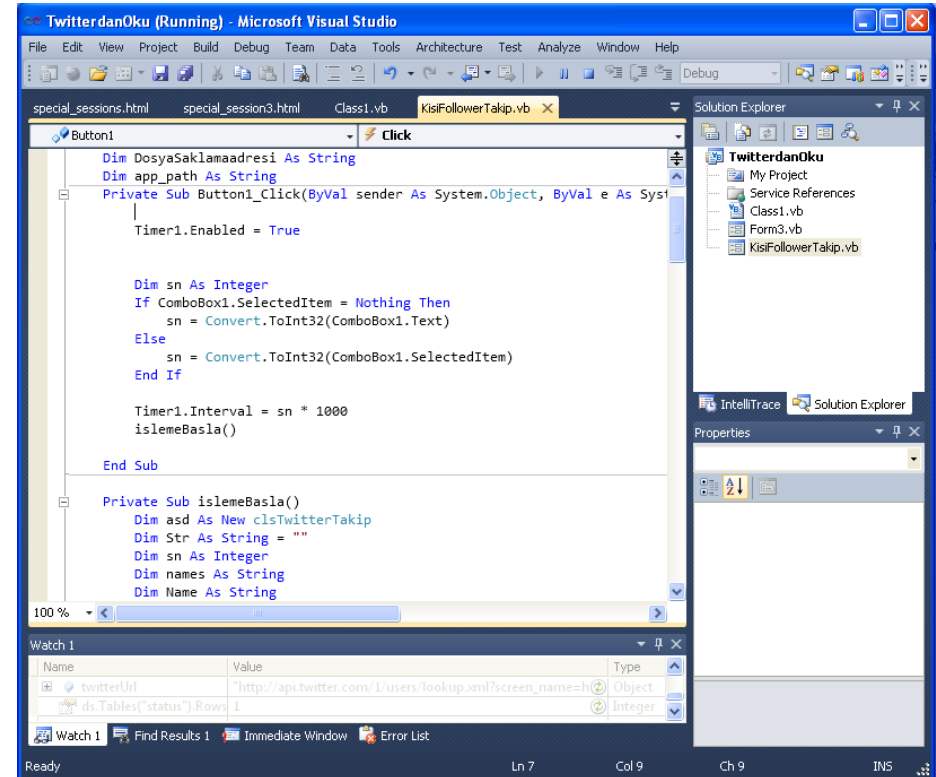 TwitterdanOku (Running) - Microsoft Visual Studio
File Edit View Project Build Debug Team Data Tools Architecture Test Analyze Window Help
Debug
special_sessions.html special_session3.html Class1.vb KisiFollowerTakip.vb
Button1 Click
Dim DosyaSaklamaadresi As String
Dim app_path As String
Private Sub Button1_Click(ByVal sender As System.Object, ByVal e As Syst
Timer1.Enabled = True
Dim sn As Integer
If ComboBox1.SelectedItem = Nothing Then
sn = Convert.ToInt32(ComboBox1.Text)
Else
sn = Convert.ToInt32(ComboBox1.SelectedItem)
End If
Timer1.Interval = sn * 1000
islemeBasla()
End Sub
Private Sub islemeBasla()
Dim asd As New clsTwitterTakip
Dim Str As String = ""
Dim sn As Integer
Dim names As String
Dim Name As String
100 %
Solution Explorer
TwitterdanOku
My Project
Service References
Class1.vb
Form3.vb
KisiFollowerTakip.vb
IntelliTrace Solution Explorer
Properties
Watch 1
Name Value Type
twitterUrl "http://api.twitter.com/1/users/lookup.xml?screen_name=h Object
ds.Tables("status").Rows 1 Integer
Watch 1 Find Results 1 Immediate Window Error List
Ready Ln 7 Col 9 Ch 9 INS